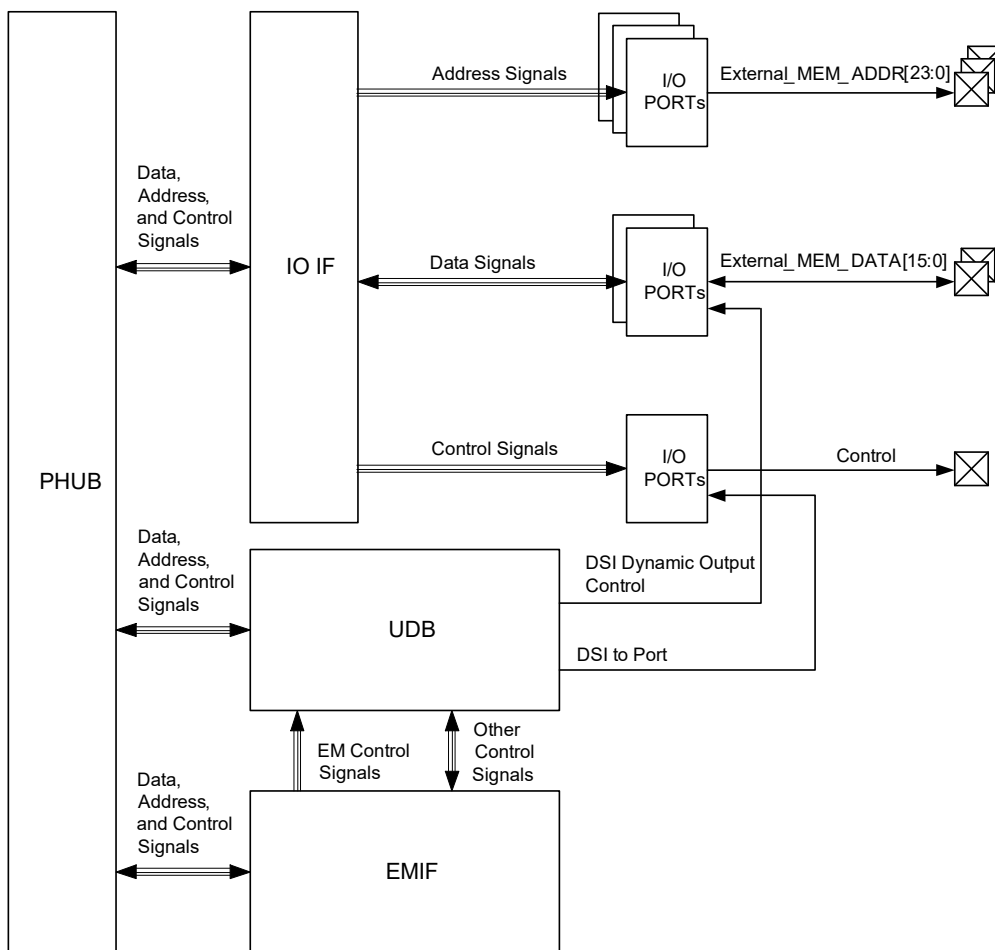 Address Signals
I/O
PORTs
External_MEM_ADDR[23:0]
Data,
Address,
and Control
Signals
IO IF
Data Signals
I/O
PORTs
External_MEM_DATA[15:0]
Control Signals
I/O
PORTs
Control
PHUB
Data,
Address,
and Control
Signals
UDB
DSI Dynamic Output
Control
DSI to Port
EM Control
Signals
Other
Control
Signals
Data,
Address,
and Control
Signals
EMIF